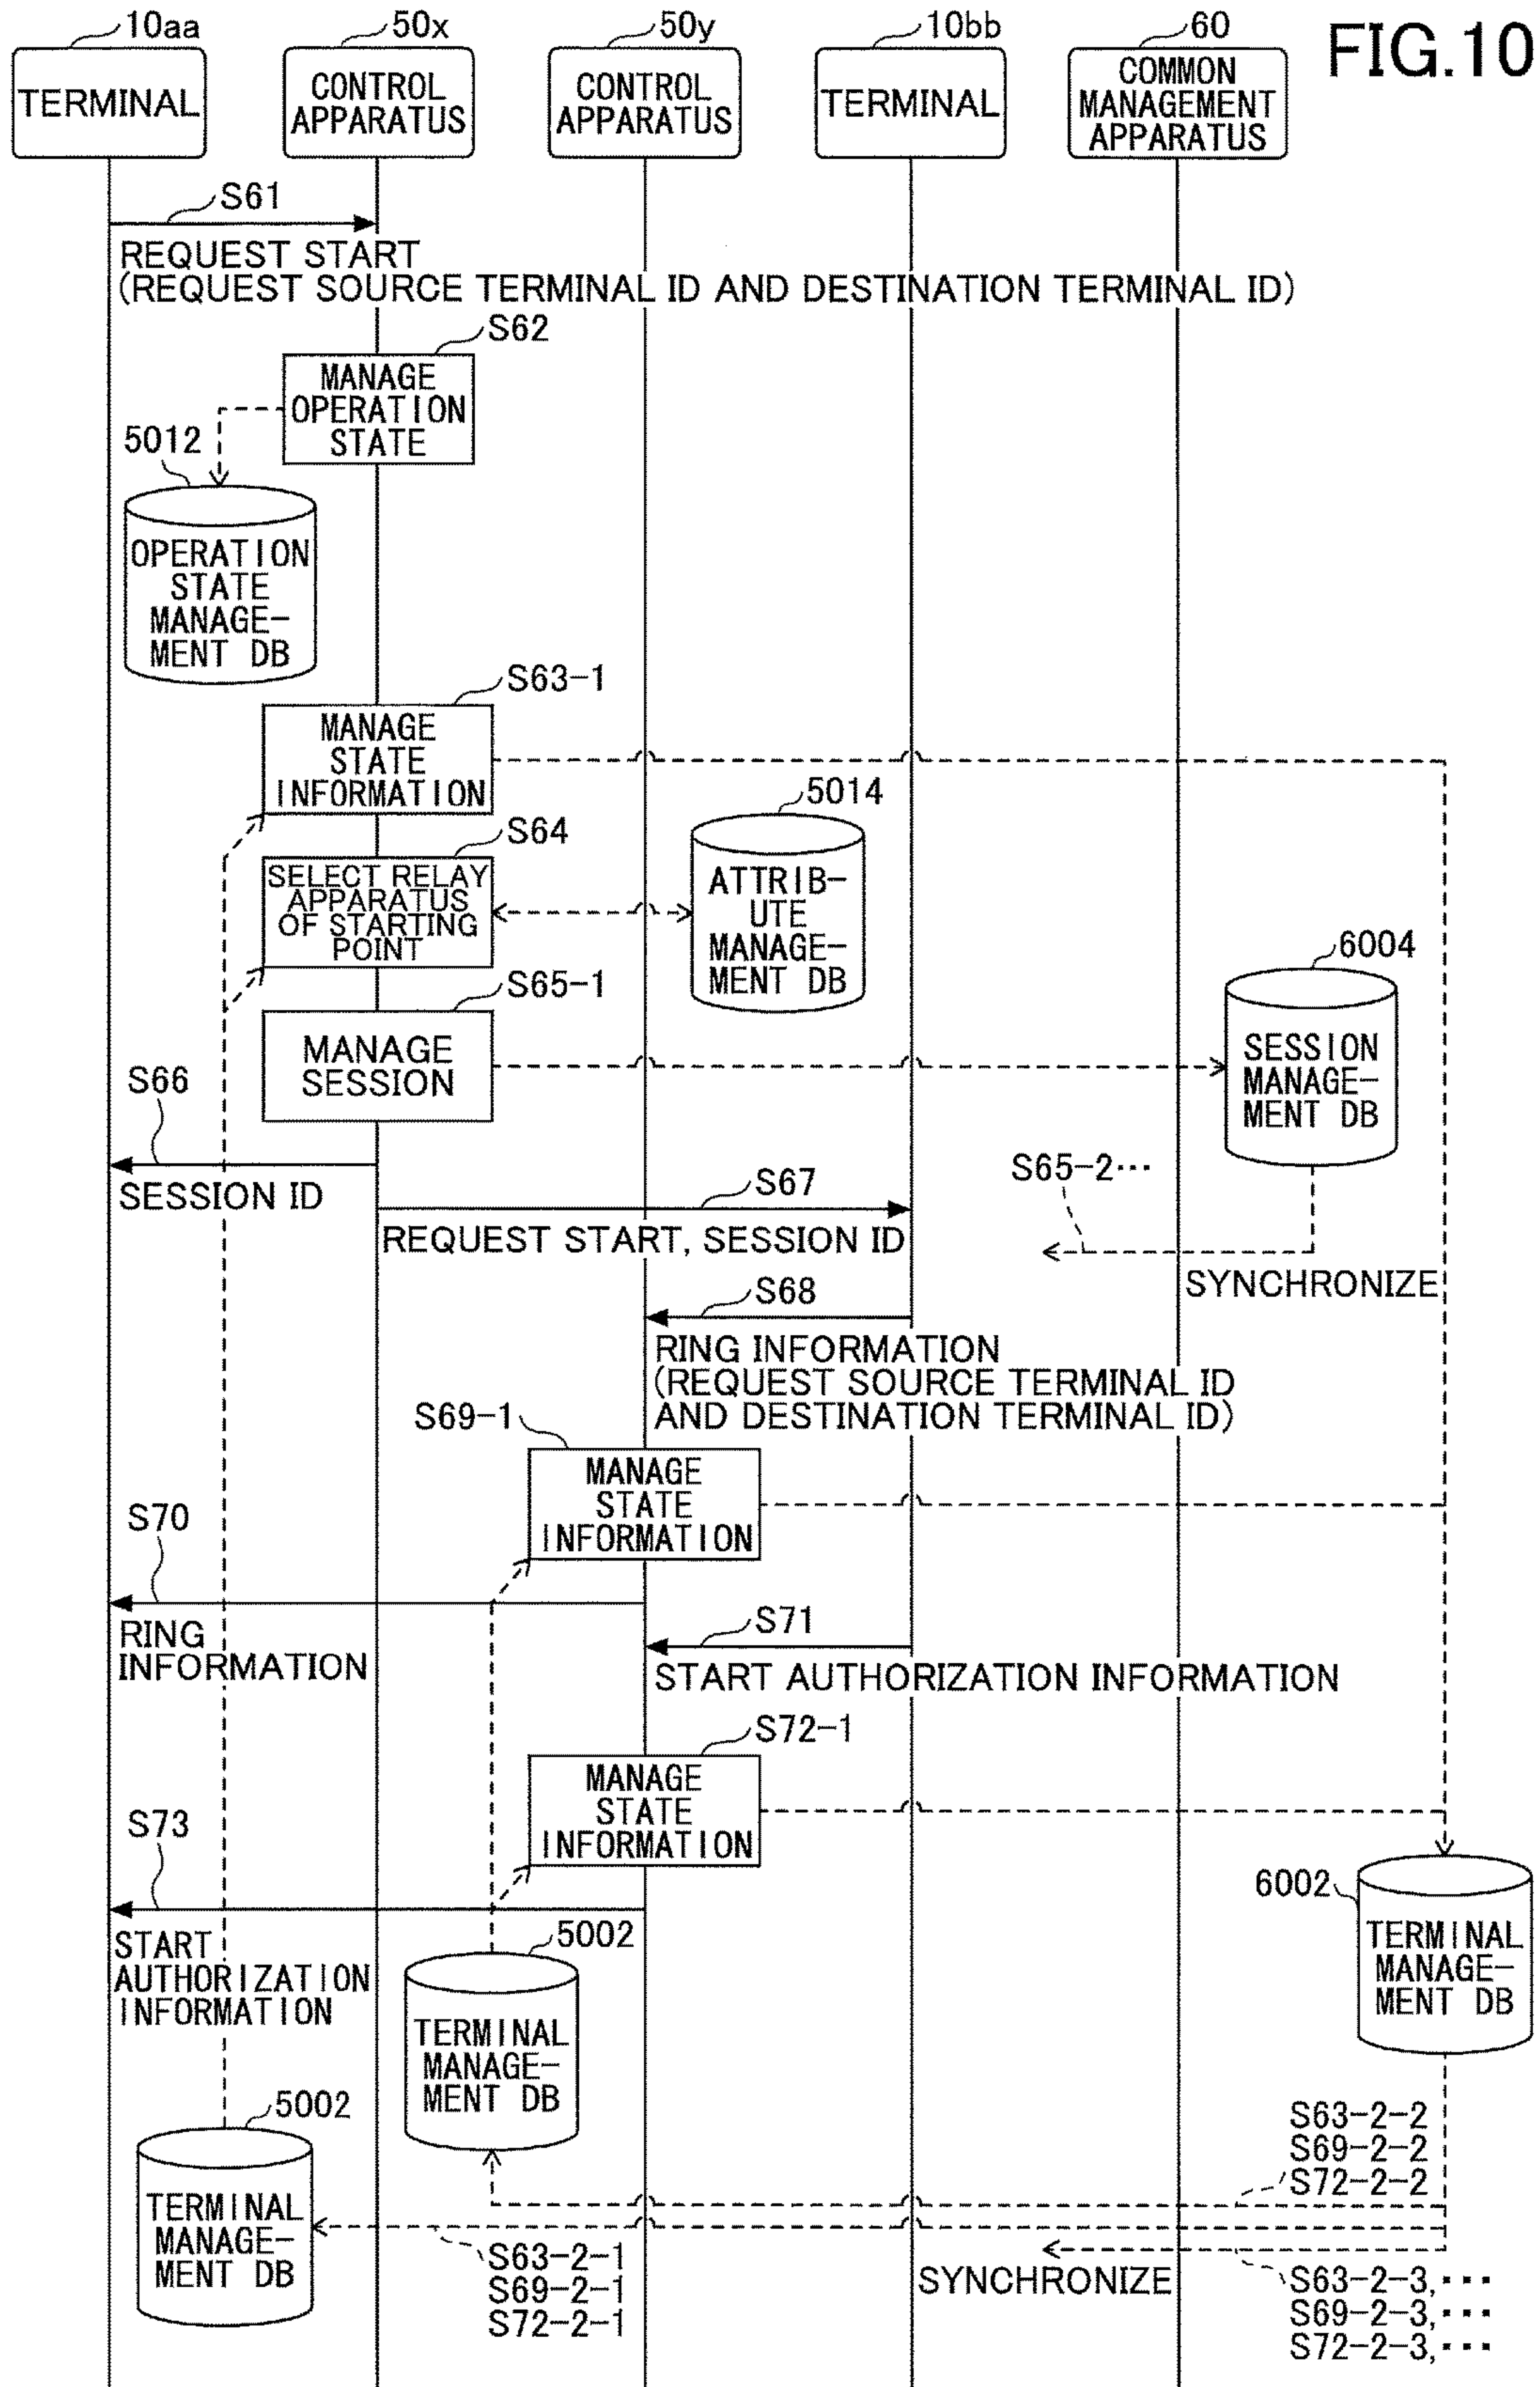 FIG.10
10aa
50x
50y
10bb
60
TERMINAL
CONTROL
APPARATUS
CONTROL
APPARATUS
TERMINAL
COMMON
MANAGEMENT
APPARATUS
S61
REQUEST START
(REQUEST SOURCE TERMINAL ID AND DESTINATION TERMINAL ID)
S62
MANAGE
OPERATION
STATE
5012
OPERATION
STATE
MANAGE-
MENT DB
S63-1
MANAGE
STATE
INFORMATION
5014
ATTRIB-
UTE
MANAGE-
MENT DB
S64
SELECT RELAY
APPARATUS
OF STARTING
POINT
6004
SESSION
MANAGE-
MENT DB
S65-1
MANAGE
SESSION
S66
SESSION ID
S65-2···
SYNCHRONIZE
S67
REQUEST START, SESSION ID
S68
RING INFORMATION
(REQUEST SOURCE TERMINAL ID
AND DESTINATION TERMINAL ID)
S69-1
MANAGE
STATE
INFORMATION
S70
RING
INFORMATION
S71
START AUTHORIZATION INFORMATION
S72-1
MANAGE
STATE
INFORMATION
S73
START
AUTHORIZATION
INFORMATION
6002
TERMINAL
MANAGE-
MENT DB
5002
TERMINAL
MANAGE-
MENT DB
5002
TERMINAL
MANAGE-
MENT DB
S63-2-2
S69-2-2
S72-2-2
S63-2-1
S69-2-1
S72-2-1
SYNCHRONIZE
S63-2-3,···
S69-2-3,···
S72-2-3,···